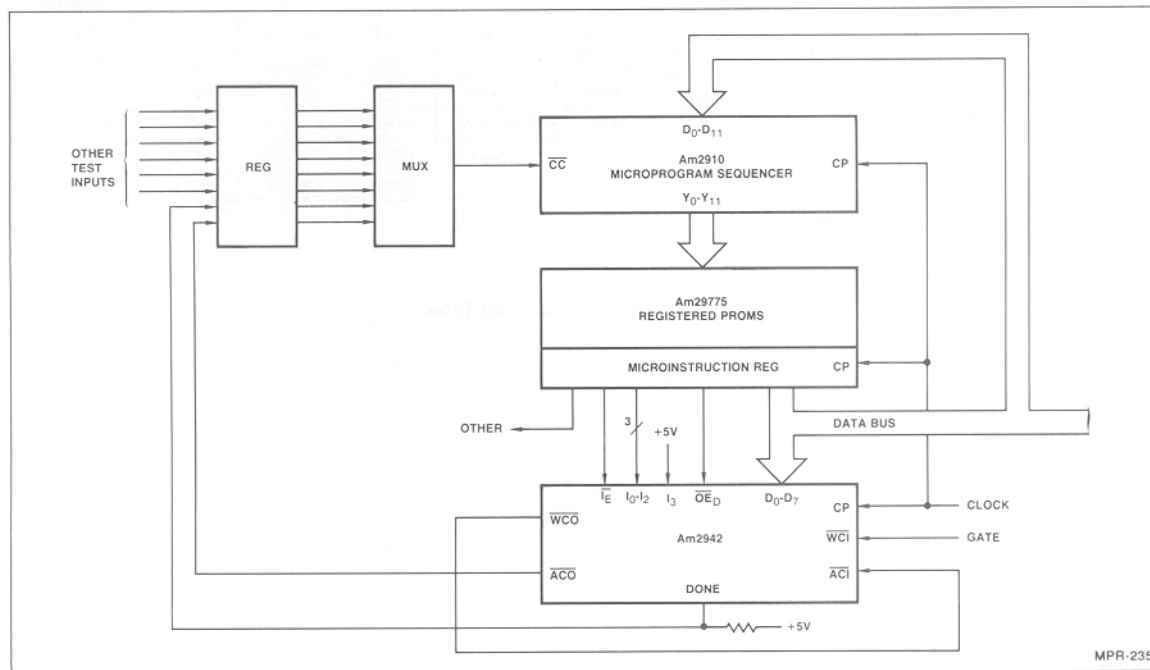 D0-D11
Am2910
MICROPROGRAM SEQUENCER
CC
CP
Y0-Y11
OTHER
TEST
INPUTS
REG
MUX
Am29775
REGISTERED PROMS
MICROINSTRUCTION REG
CP
OTHER
3
+5V
DATA BUS
IE
I0-I2
I3
OED
D0-D7
WCO
CP
CLOCK
Am2942
WCI
GATE
ACO
ACI
DONE
+5V
MPR-235